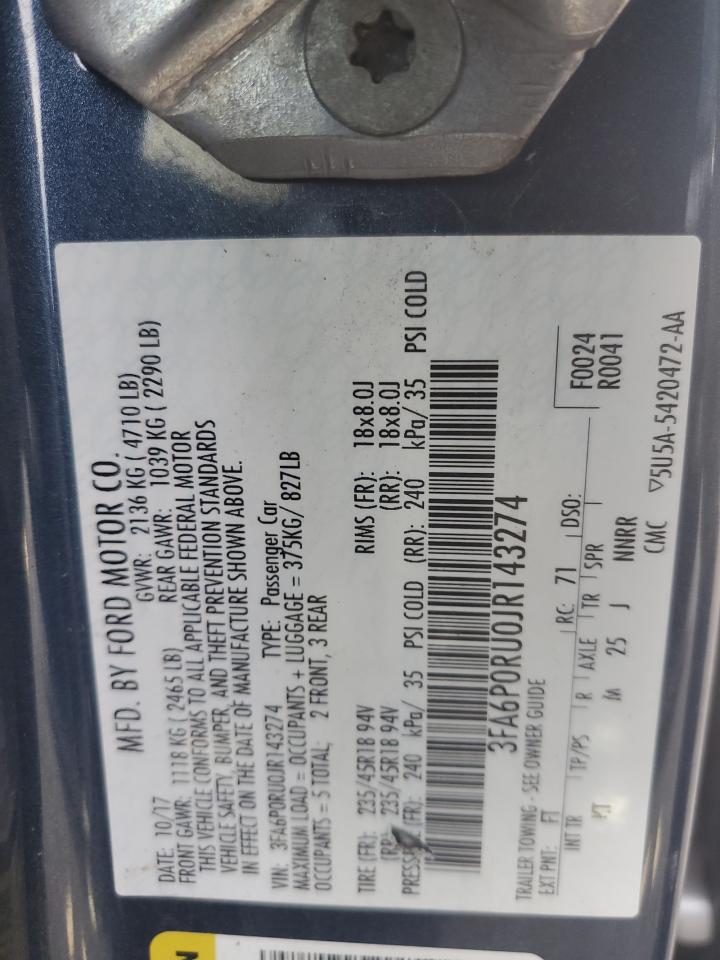 MFD. BY FORD MOTOR CO.
DATE: 10/17 GVWR: 2136 KG ( 4710 LB)
FRONT GAWR: 1118 KG ( 2465 LB) REAR GAWR: 1039 KG ( 2290 LB)
THIS VEHICLE CONFORMS TO ALL APPLICABLE FEDERAL MOTOR
VEHICLE SAFETY, BUMPER, AND THEFT PREVENTION STANDARDS
IN EFFECT ON THE DATE OF MANUFACTURE SHOWN ABOVE.
VIN: 3FA6P0RU0JR143274 TYPE: Passenger Car
MAXIMUM LOAD = OCCUPANTS + LUGGAGE = 375KG/ 827LB
OCCUPANTS = 5 TOTAL; 2 FRONT, 3 REAR
TIRE (FR): 235/45R18 94V RIMS (FR): 18x8.0J
(RR): 235/45R18 94V (RR): 18x8.0J
PRESSURE (FR): 240 kPa/ 35 PSI COLD (RR): 240 kPa/ 35 PSI COLD
3FA6P0RU0JR143274
TRAILER TOWING - SEE OWNER GUIDE
EXT PNT: FT RC: 71 DSO: F0024
R0041
INT TR TP/PS R AXLE TR SPR
M 25 J NNRR
CMC ▽5U5A-5420472-AA
N